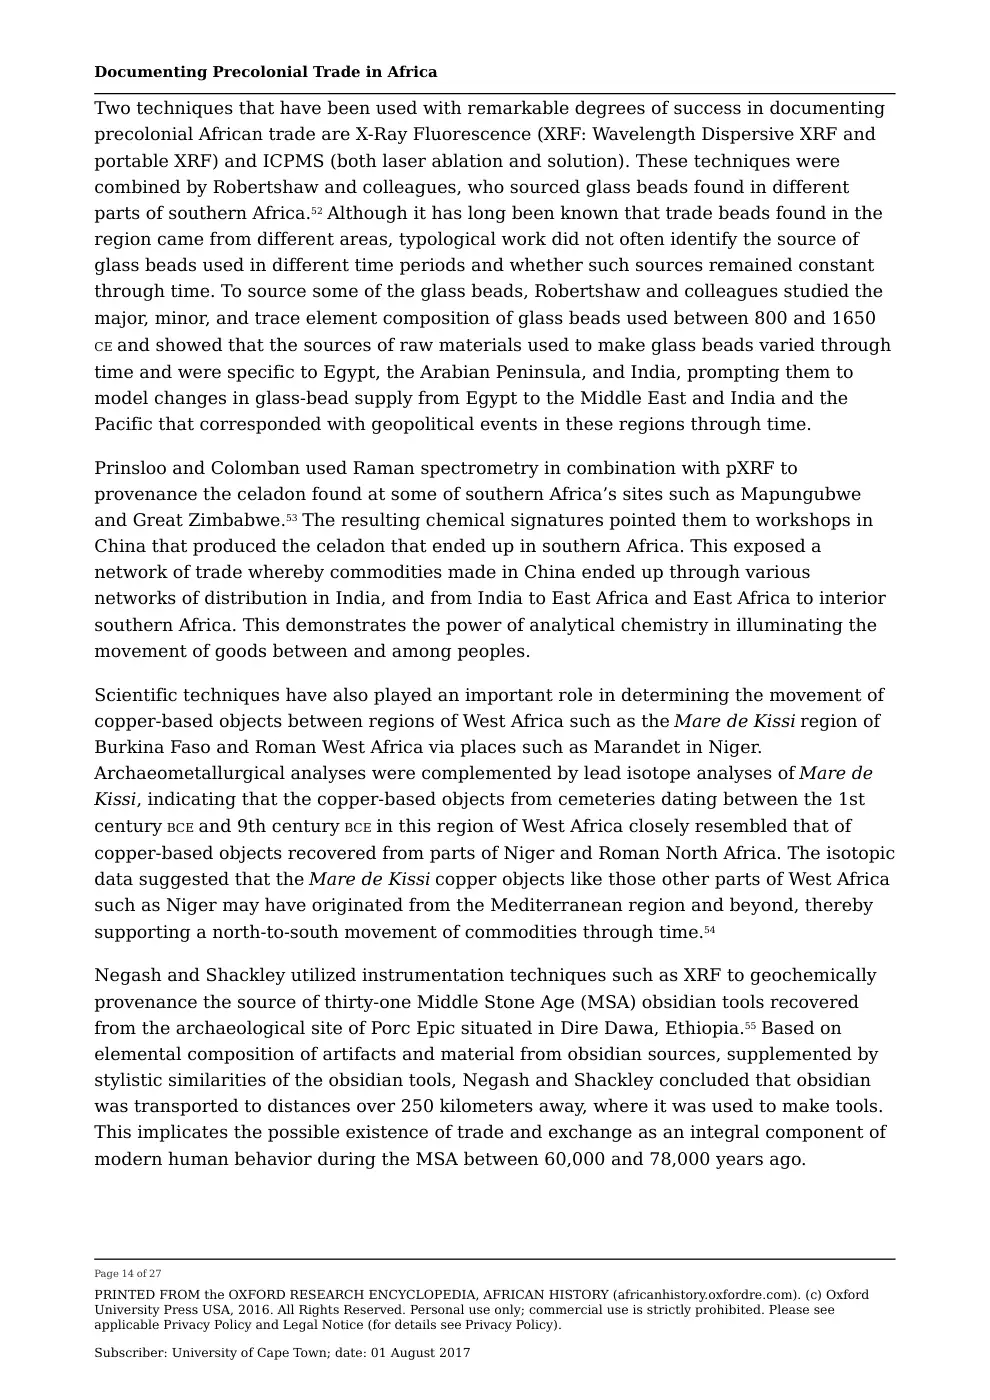 Documenting Precolonial Trade in Africa
Two techniques that have been used with remarkable degrees of success in documenting
precolonial African trade are X-Ray Fluorescence (XRF: Wavelength Dispersive XRF and
portable XRF) and ICPMS (both laser ablation and solution). These techniques were
combined by Robertshaw and colleagues, who sourced glass beads found in different
parts of southern Africa.52 Although it has long been known that trade beads found in the
region came from different areas, typological work did not often identify the source of
glass beads used in different time periods and whether such sources remained constant
through time. To source some of the glass beads, Robertshaw and colleagues studied the
major, minor, and trace element composition of glass beads used between 800 and 1650
CE and showed that the sources of raw materials used to make glass beads varied through
time and were specific to Egypt, the Arabian Peninsula, and India, prompting them to
model changes in glass-bead supply from Egypt to the Middle East and India and the
Pacific that corresponded with geopolitical events in these regions through time.
Prinsloo and Colomban used Raman spectrometry in combination with pXRF to
provenance the celadon found at some of southern Africa’s sites such as Mapungubwe
and Great Zimbabwe.53 The resulting chemical signatures pointed them to workshops in
China that produced the celadon that ended up in southern Africa. This exposed a
network of trade whereby commodities made in China ended up through various
networks of distribution in India, and from India to East Africa and East Africa to interior
southern Africa. This demonstrates the power of analytical chemistry in illuminating the
movement of goods between and among peoples.
Scientific techniques have also played an important role in determining the movement of
copper-based objects between regions of West Africa such as the Mare de Kissi region of
Burkina Faso and Roman West Africa via places such as Marandet in Niger.
Archaeometallurgical analyses were complemented by lead isotope analyses of Mare de
Kissi, indicating that the copper-based objects from cemeteries dating between the 1st
century BCE and 9th century BCE in this region of West Africa closely resembled that of
copper-based objects recovered from parts of Niger and Roman North Africa. The isotopic
data suggested that the Mare de Kissi copper objects like those other parts of West Africa
such as Niger may have originated from the Mediterranean region and beyond, thereby
supporting a north-to-south movement of commodities through time.54
Negash and Shackley utilized instrumentation techniques such as XRF to geochemically
provenance the source of thirty-one Middle Stone Age (MSA) obsidian tools recovered
from the archaeological site of Porc Epic situated in Dire Dawa, Ethiopia.55 Based on
elemental composition of artifacts and material from obsidian sources, supplemented by
stylistic similarities of the obsidian tools, Negash and Shackley concluded that obsidian
was transported to distances over 250 kilometers away, where it was used to make tools.
This implicates the possible existence of trade and exchange as an integral component of
modern human behavior during the MSA between 60,000 and 78,000 years ago.
Page 14 of 27
PRINTED FROM the OXFORD RESEARCH ENCYCLOPEDIA, AFRICAN HISTORY (africanhistory.oxfordre.com). (c) Oxford
University Press USA, 2016. All Rights Reserved. Personal use only; commercial use is strictly prohibited. Please see
applicable Privacy Policy and Legal Notice (for details see Privacy Policy).
Subscriber: University of Cape Town; date: 01 August 2017